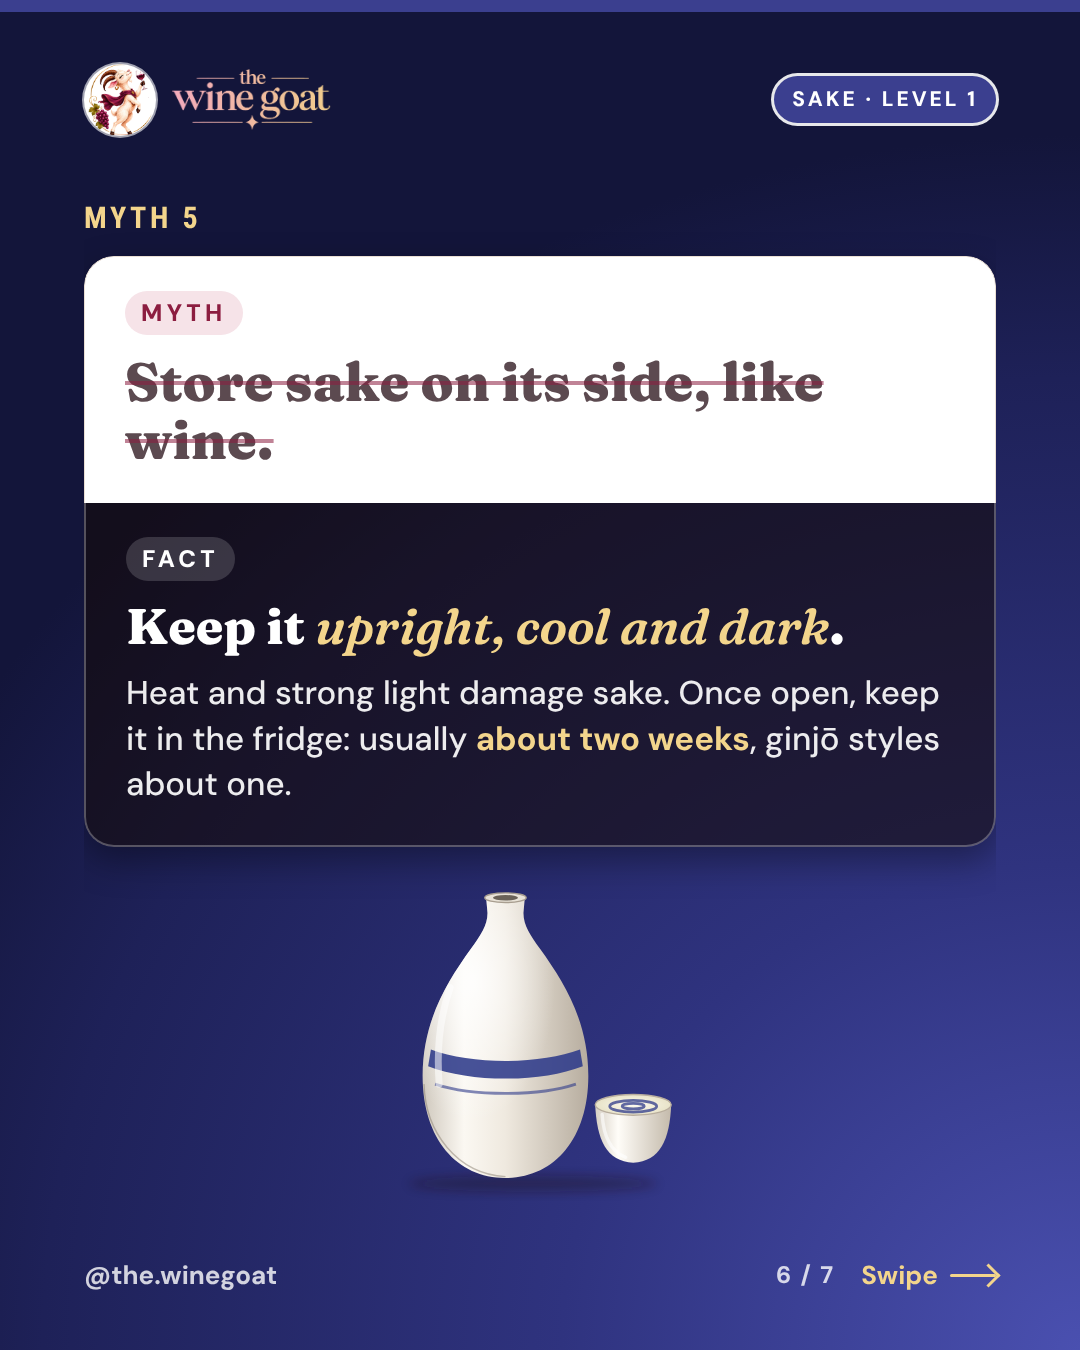 the
wine goat
SAKE · LEVEL 1
MYTH 5
MYTH
Store sake on its side, like
wine.
FACT
Keep it upright, cool and dark.
Heat and strong light damage sake. Once open, keep
it in the fridge: usually about two weeks, ginjō styles
about one.
@the.winegoat
6 / 7 Swipe